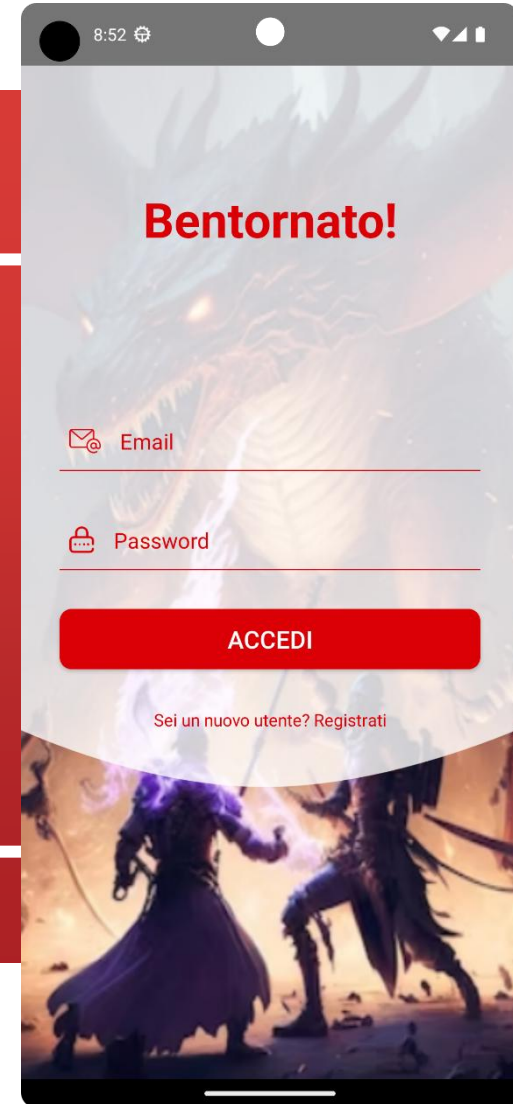 8:52
Bentornato!
Email
Password
ACCEDI
Sei un nuovo utente? Registrati